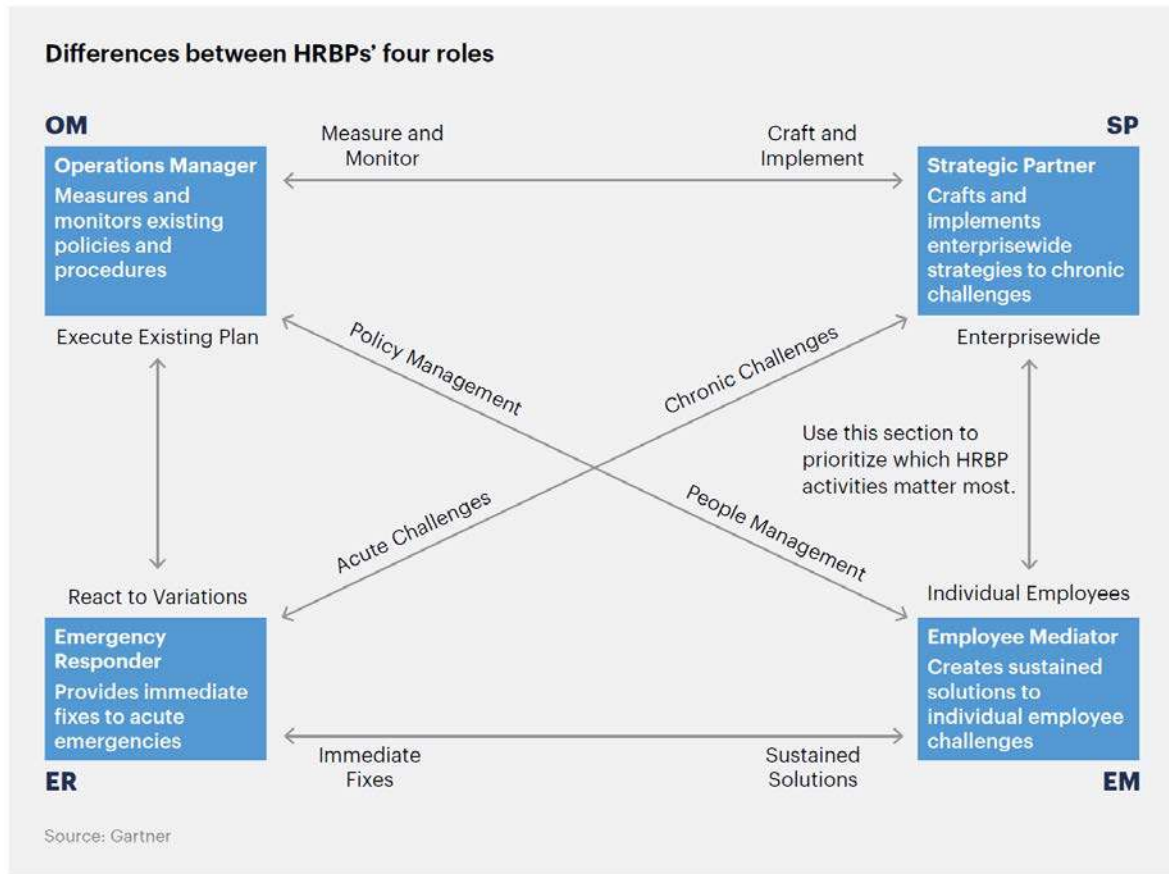 Differences between HRBPs' four roles
OM
Measure and
Monitor
Craft and
Implement
SP
Operations Manager
Measures and
monitors existing
policies and
procedures
Strategic Partner
Crafts and
implements
enterprisewide
strategies to chronic
challenges
Execute Existing Plan
Policy Management
Chronic Challenges
Enterprisewide
Use this section to
prioritize which HRBP
activities matter most.
Acute Challenges
People Management
React to Variations
Individual Employees
Emergency
Responder
Provides immediate
fixes to acute
emergencies
Employee Mediator
Creates sustained
solutions to
individual employee
challenges
ER
Immediate
Fixes
Sustained
Solutions
EM
Source: Gartner